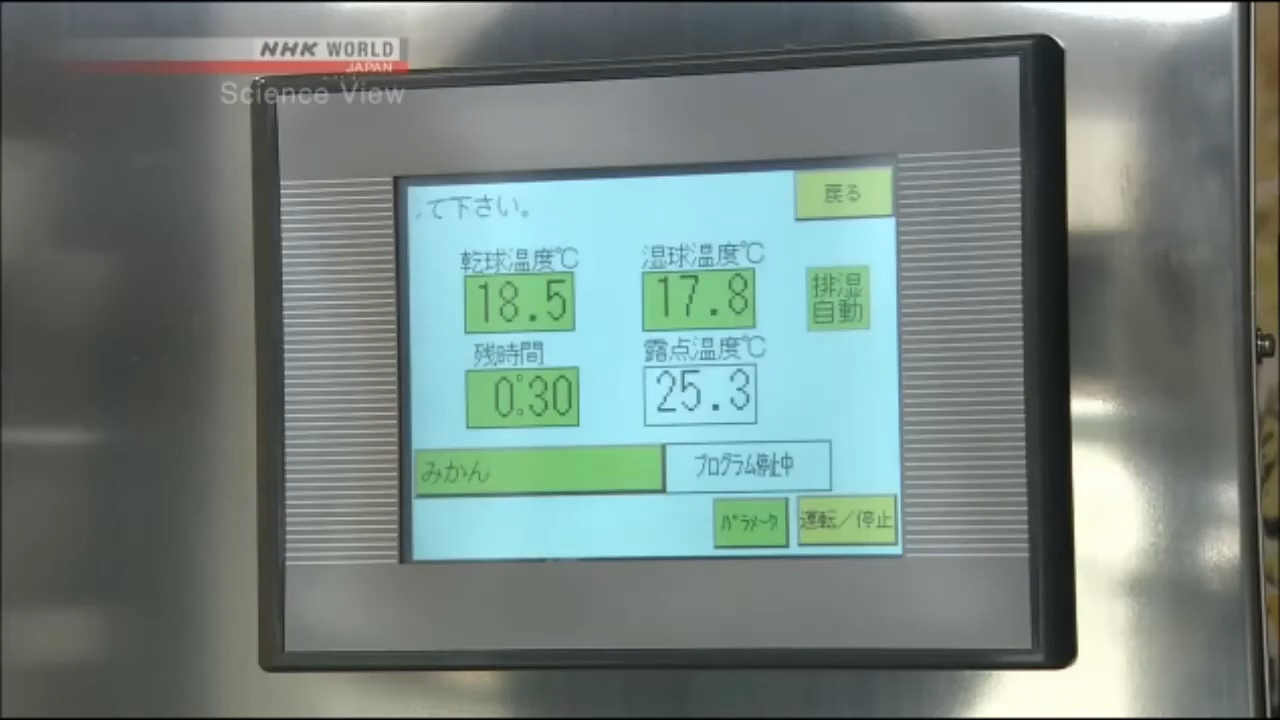 NHK WORLD
JAPAN
Science View
て下さい。
戻る
乾球温度℃
湿球温度℃
18.5
17.8
排湿
自動
残時間
露点温度℃
0:30
25.3
みかん
プログラム停止中
パラメータ
運転／停止